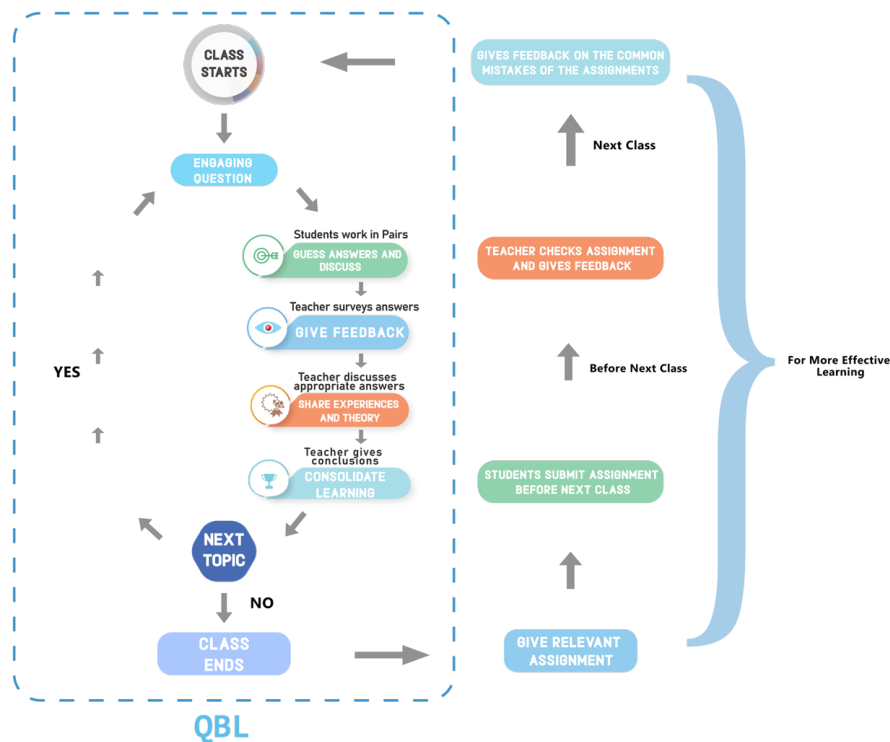 CLASS
STARTS
ENGAGING
QUESTION
Students work in Pairs
GUESS ANSWERS AND
DISCUSS
Teacher surveys answers
GIVE FEEDBACK
Teacher discusses
appropriate answers
SHARE EXPERIENCES
AND THEORY
Teacher gives
conclusions
CONSOLIDATE
LEARNING
NEXT
TOPIC
YES
NO
CLASS
ENDS
QBL
GIVE RELEVANT
ASSIGNMENT
STUDENTS SUBMIT ASSIGNMENT
BEFORE NEXT CLASS
Before Next Class
TEACHER CHECKS ASSIGNMENT
AND GIVES FEEDBACK
Next Class
GIVES FEEDBACK ON THE COMMON
MISTAKES OF THE ASSIGNMENTS
For More Effective
Learning